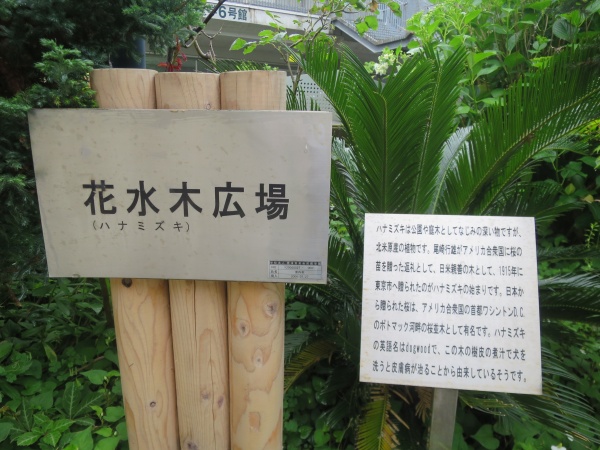 6号館
花水木広場
(ハナミズキ)
ハナミズキは公園や庭木としてなじみの深い物ですが、
北米原産の植物です。尾崎行雄がアメリカ合衆国に桜の
苗を贈った返礼として、日米親善の木として、1915年に
東京市へ贈られたのがハナミズキの始まりです。日本か
ら贈られた桜は、アメリカ合衆国の首都ワシントンD.C.
のポトマック河畔の桜並木として有名です。ハナミズキ
の英語名はdogwoodで、この木の樹皮の煮汁で犬を
洗うと皮膚病が治ることから由来しているそうです。